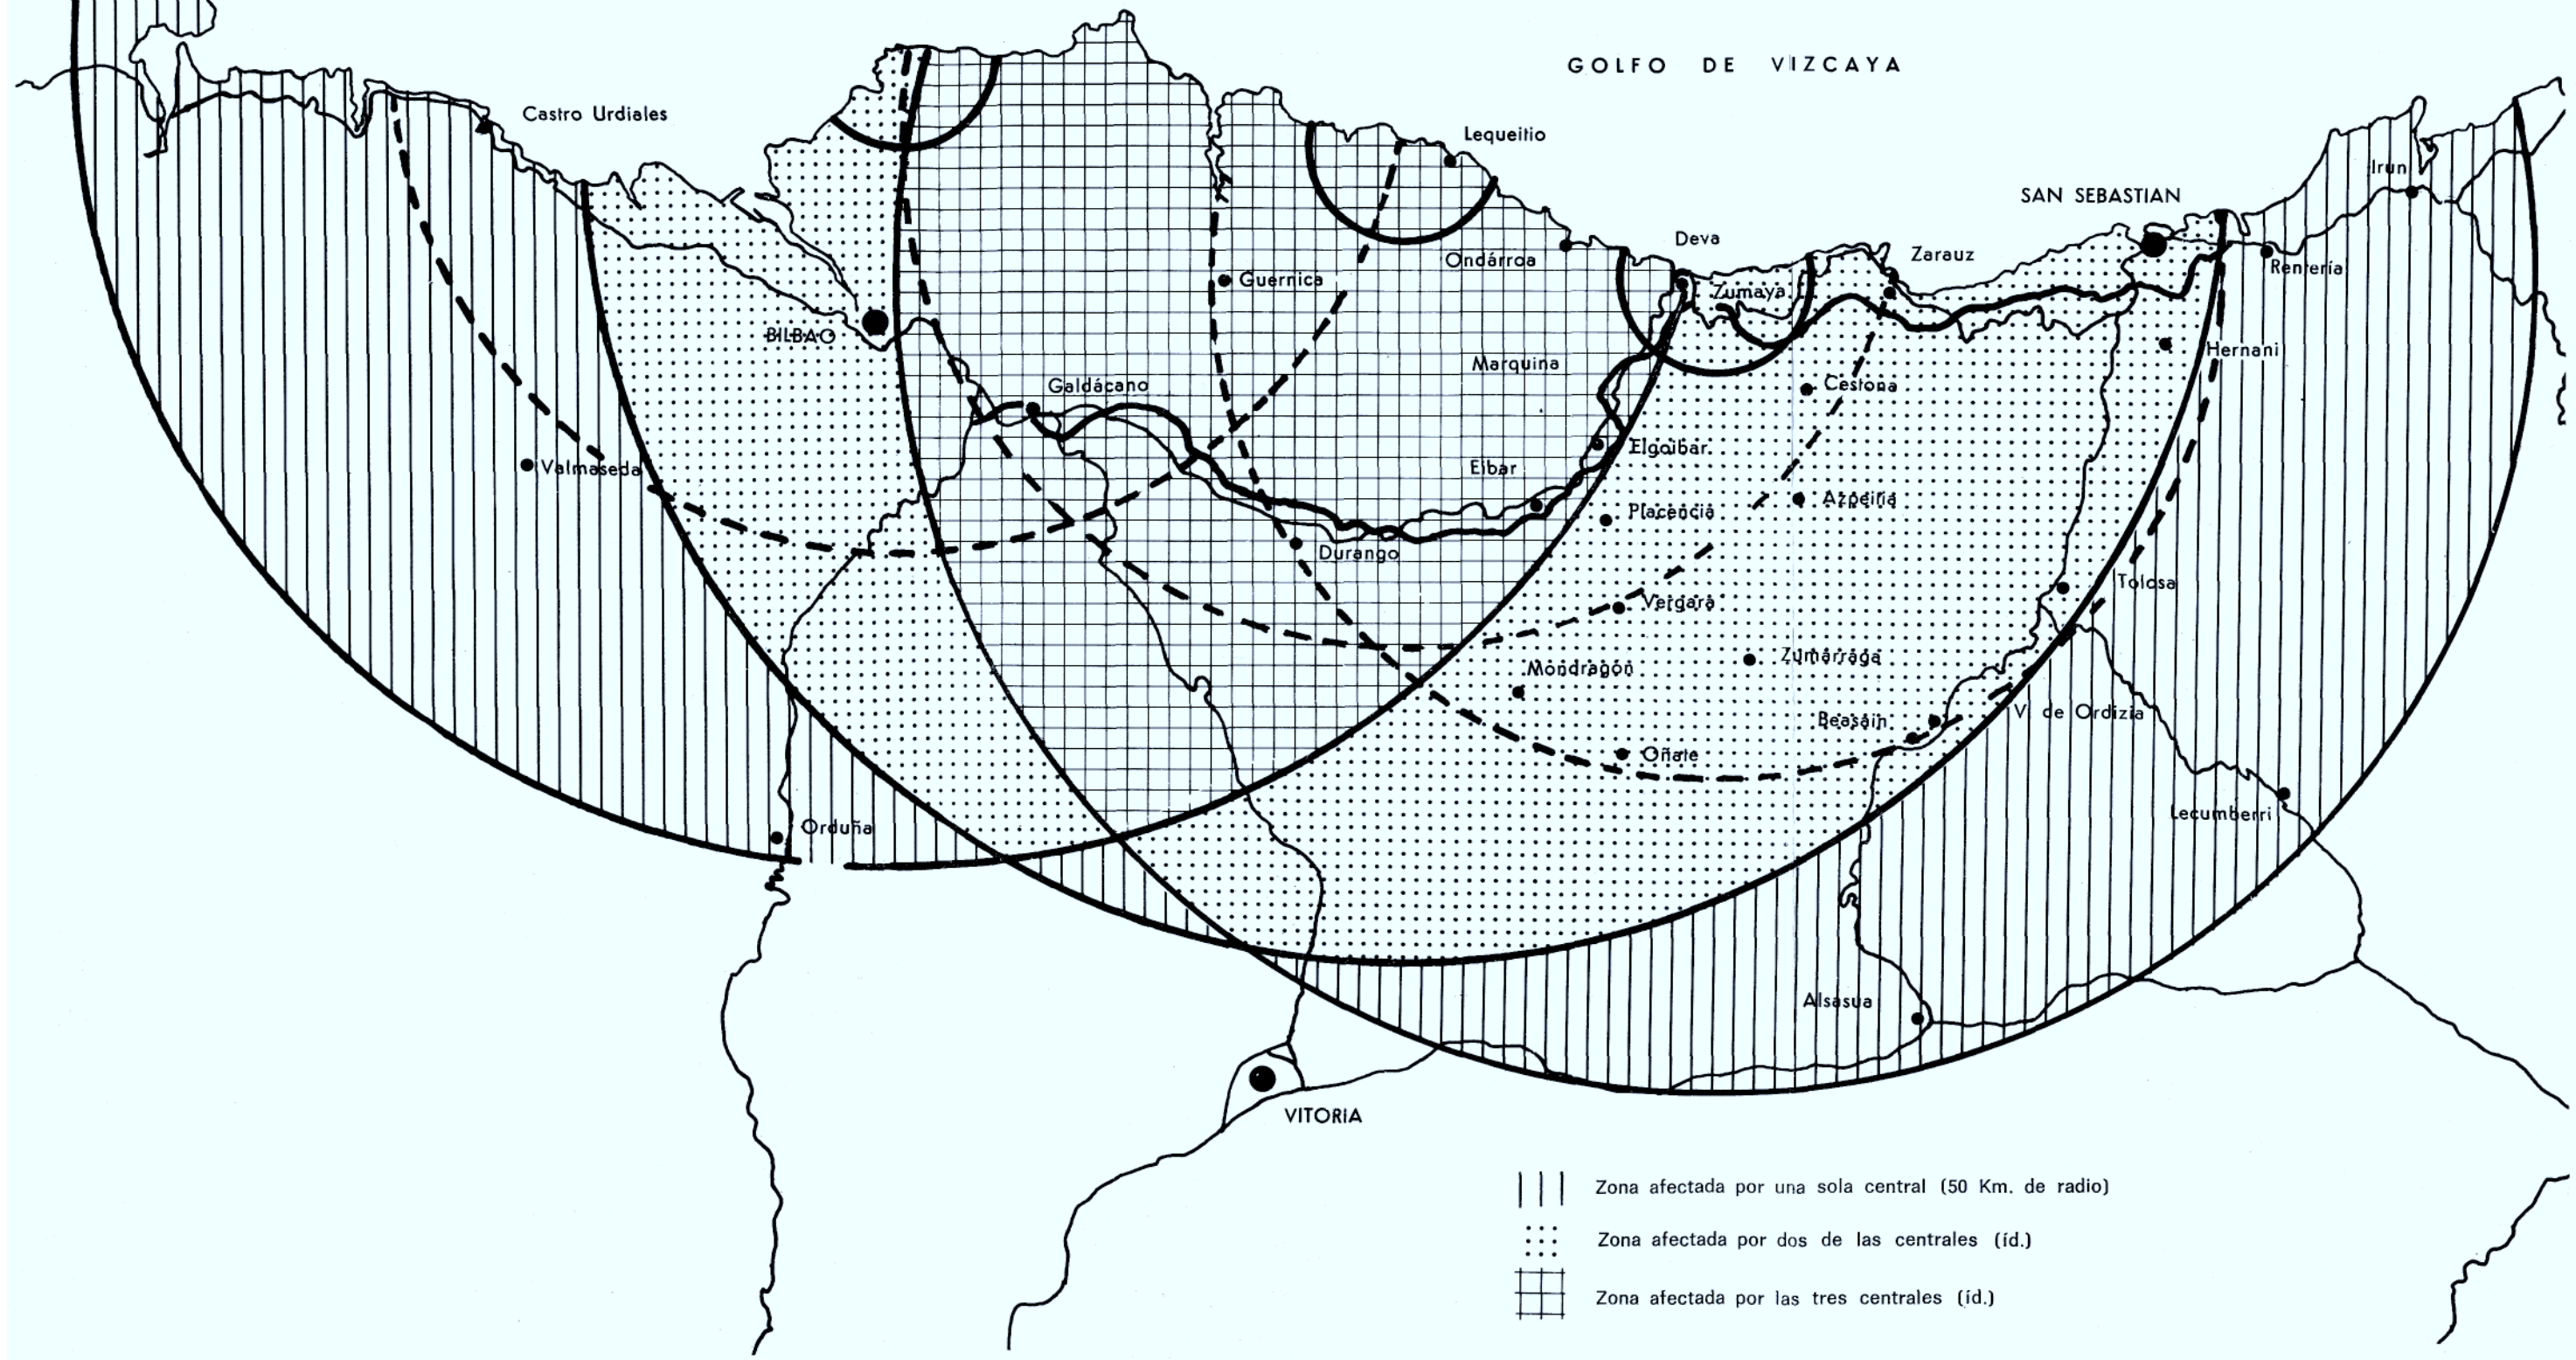 GOLFO DE VIZCAYA
Castro Urdiales
Lequeitio
Irun
SAN SEBASTIAN
Deva
Zarauz
Ondárroa
Rentería
Guernica
Zumaya
BILBAO
Hernani
Marquina
Galdácano
Cestona
Elgoibar
Eibar
Valmaseda
Azpeitia
Placencia
Durango
Tolosa
Vergara
Zumárraga
Mondragón
V. de Ordizia
Beasain
Oñate
Lecumberri
Orduña
Alsasua
VITORIA
Zona afectada por una sola central (50 Km. de radio)
Zona afectada por dos de las centrales (íd.)
Zona afectada por las tres centrales (íd.)